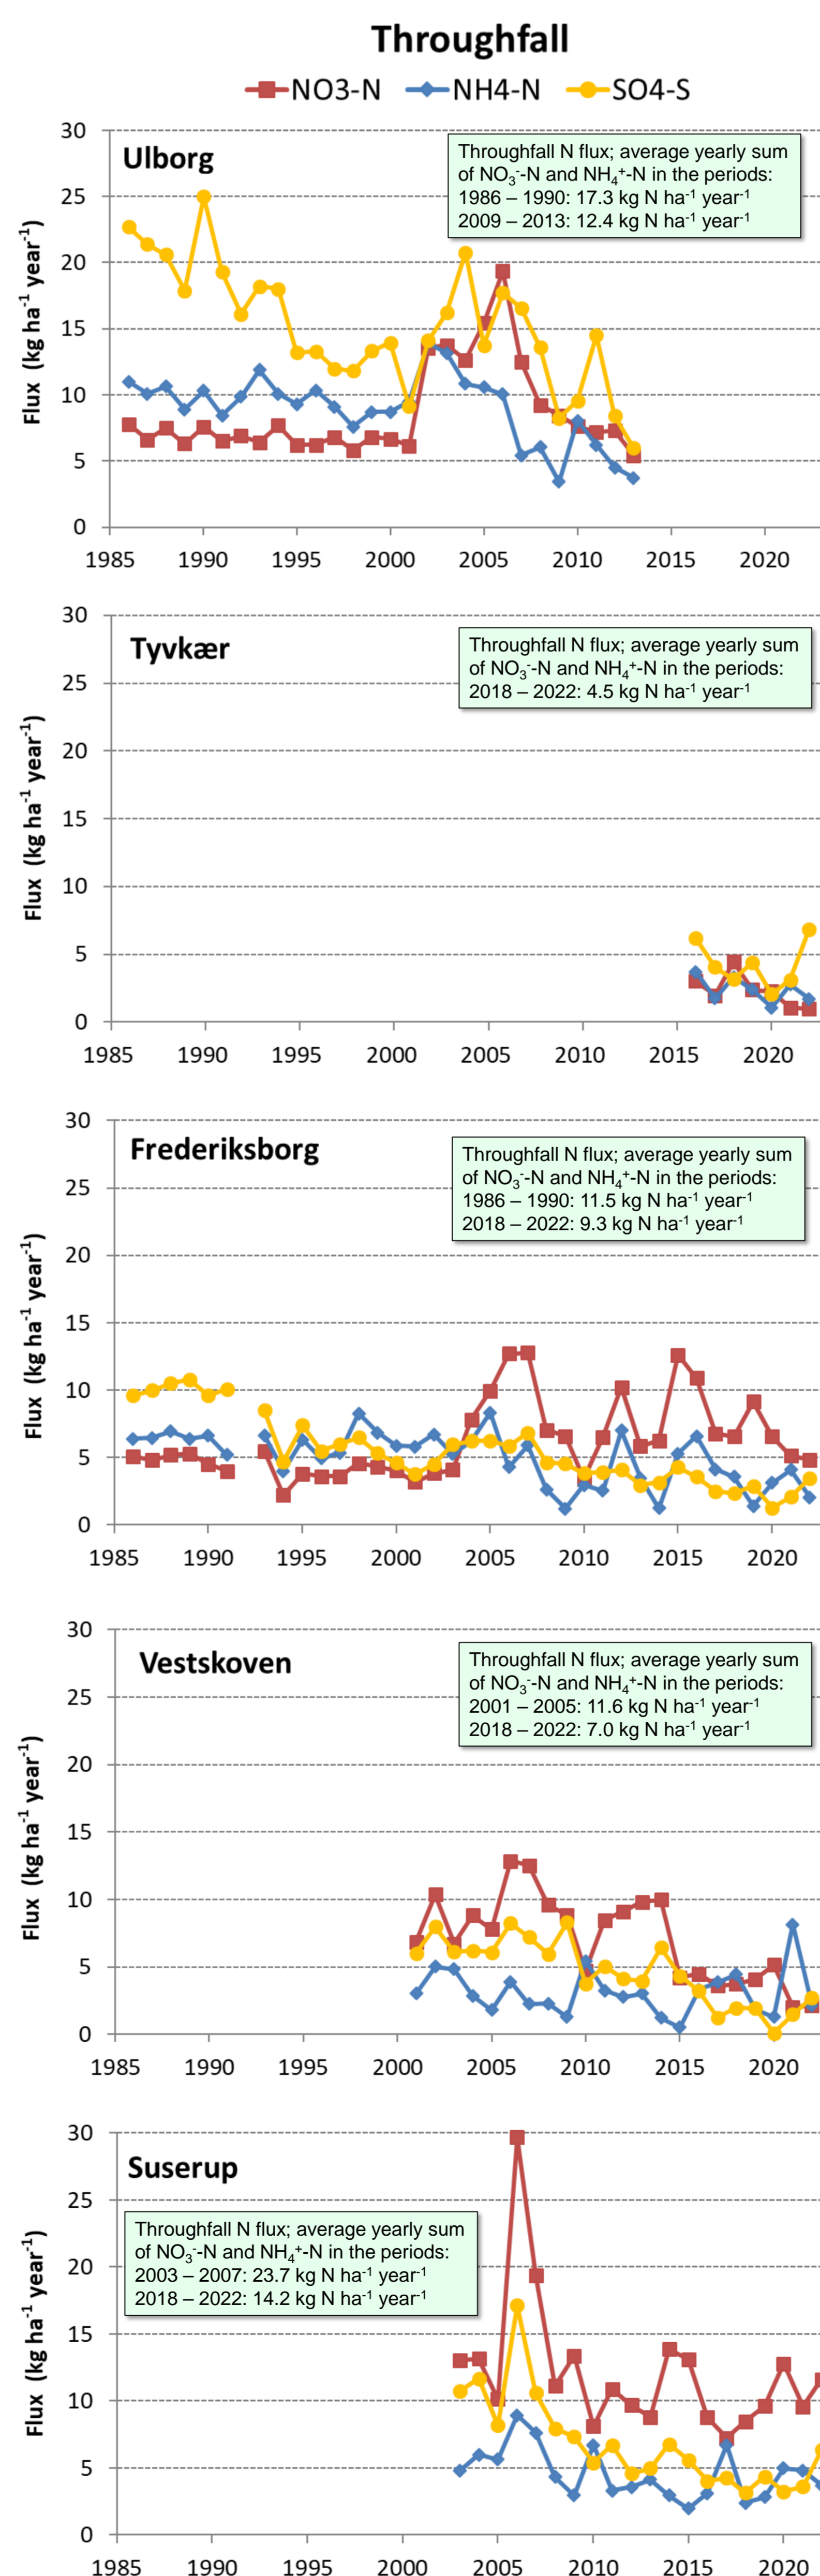 Throughfall
NO3-N NH4-N SO4-S
Ulborg
Throughfall N flux; average yearly sum
of NO₃⁻-N and NH₄⁺-N in the periods:
1986 – 1990: 17.3 kg N ha⁻¹ year⁻¹
2009 – 2013: 12.4 kg N ha⁻¹ year⁻¹
Flux (kg ha⁻¹ year⁻¹)
30
25
20
15
10
5
0
1985 1990 1995 2000 2005 2010 2015 2020
Tyvkær
Throughfall N flux; average yearly sum
of NO₃⁻-N and NH₄⁺-N in the periods:
2018 – 2022: 4.5 kg N ha⁻¹ year⁻¹
Flux (kg ha⁻¹ year⁻¹)
30
25
20
15
10
5
0
1985 1990 1995 2000 2005 2010 2015 2020
Frederiksborg
Throughfall N flux; average yearly sum
of NO₃⁻-N and NH₄⁺-N in the periods:
1986 – 1990: 11.5 kg N ha⁻¹ year⁻¹
2018 – 2022: 9.3 kg N ha⁻¹ year⁻¹
Flux (kg ha⁻¹ year⁻¹)
30
25
20
15
10
5
0
1985 1990 1995 2000 2005 2010 2015 2020
Vestskoven
Throughfall N flux; average yearly sum
of NO₃⁻-N and NH₄⁺-N in the periods:
2001 – 2005: 11.6 kg N ha⁻¹ year⁻¹
2018 – 2022: 7.0 kg N ha⁻¹ year⁻¹
Flux (kg ha⁻¹ year⁻¹)
30
25
20
15
10
5
0
1985 1990 1995 2000 2005 2010 2015 2020
Suserup
Throughfall N flux; average yearly sum
of NO₃⁻-N and NH₄⁺-N in the periods:
2003 – 2007: 23.7 kg N ha⁻¹ year⁻¹
2018 – 2022: 14.2 kg N ha⁻¹ year⁻¹
Flux (kg ha⁻¹ year⁻¹)
30
25
20
15
10
5
0
1985 1990 1995 2000 2005 2010 2015 2020